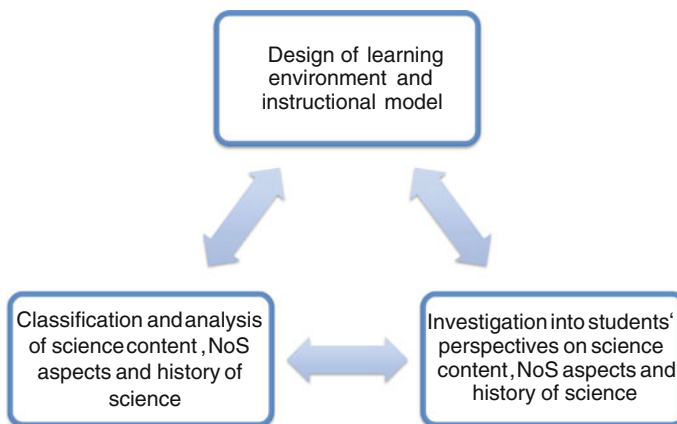 Design of learning
environment and
instructional model
Classification and analysis
of science content , NoS
aspects and history of
science
Investigation into students‘
perspectives on science
content, NoS aspects and
history of science